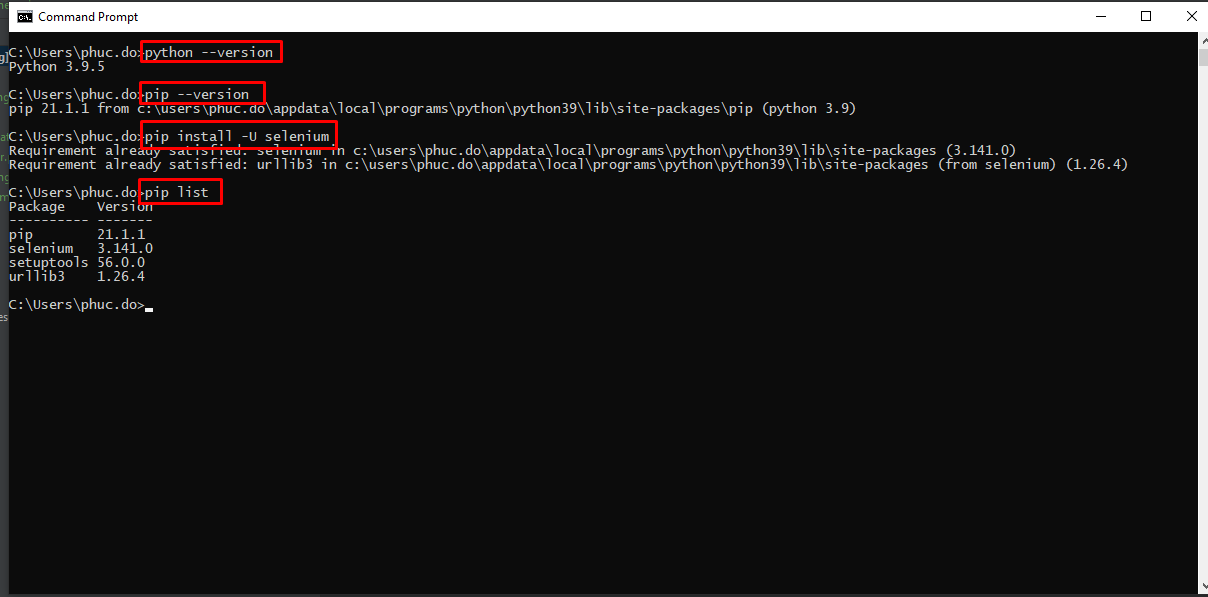 Command Prompt
C:\Users\phuc.do>python --version
Python 3.9.5
C:\Users\phuc.do>pip --version
pip 21.1.1 from c:\users\phuc.do\appdata\local\programs\python\python39\lib\site-packages\pip (python 3.9)
C:\Users\phuc.do>pip install -U selenium
Requirement already satisfied: selenium in c:\users\phuc.do\appdata\local\programs\python\python39\lib\site-packages (3.141.0)
Requirement already satisfied: urllib3 in c:\users\phuc.do\appdata\local\programs\python\python39\lib\site-packages (from selenium) (1.26.4)
C:\Users\phuc.do>pip list
Package    Version
---------- -------
pip        21.1.1
selenium   3.141.0
setuptools 56.0.0
urllib3    1.26.4
C:\Users\phuc.do>